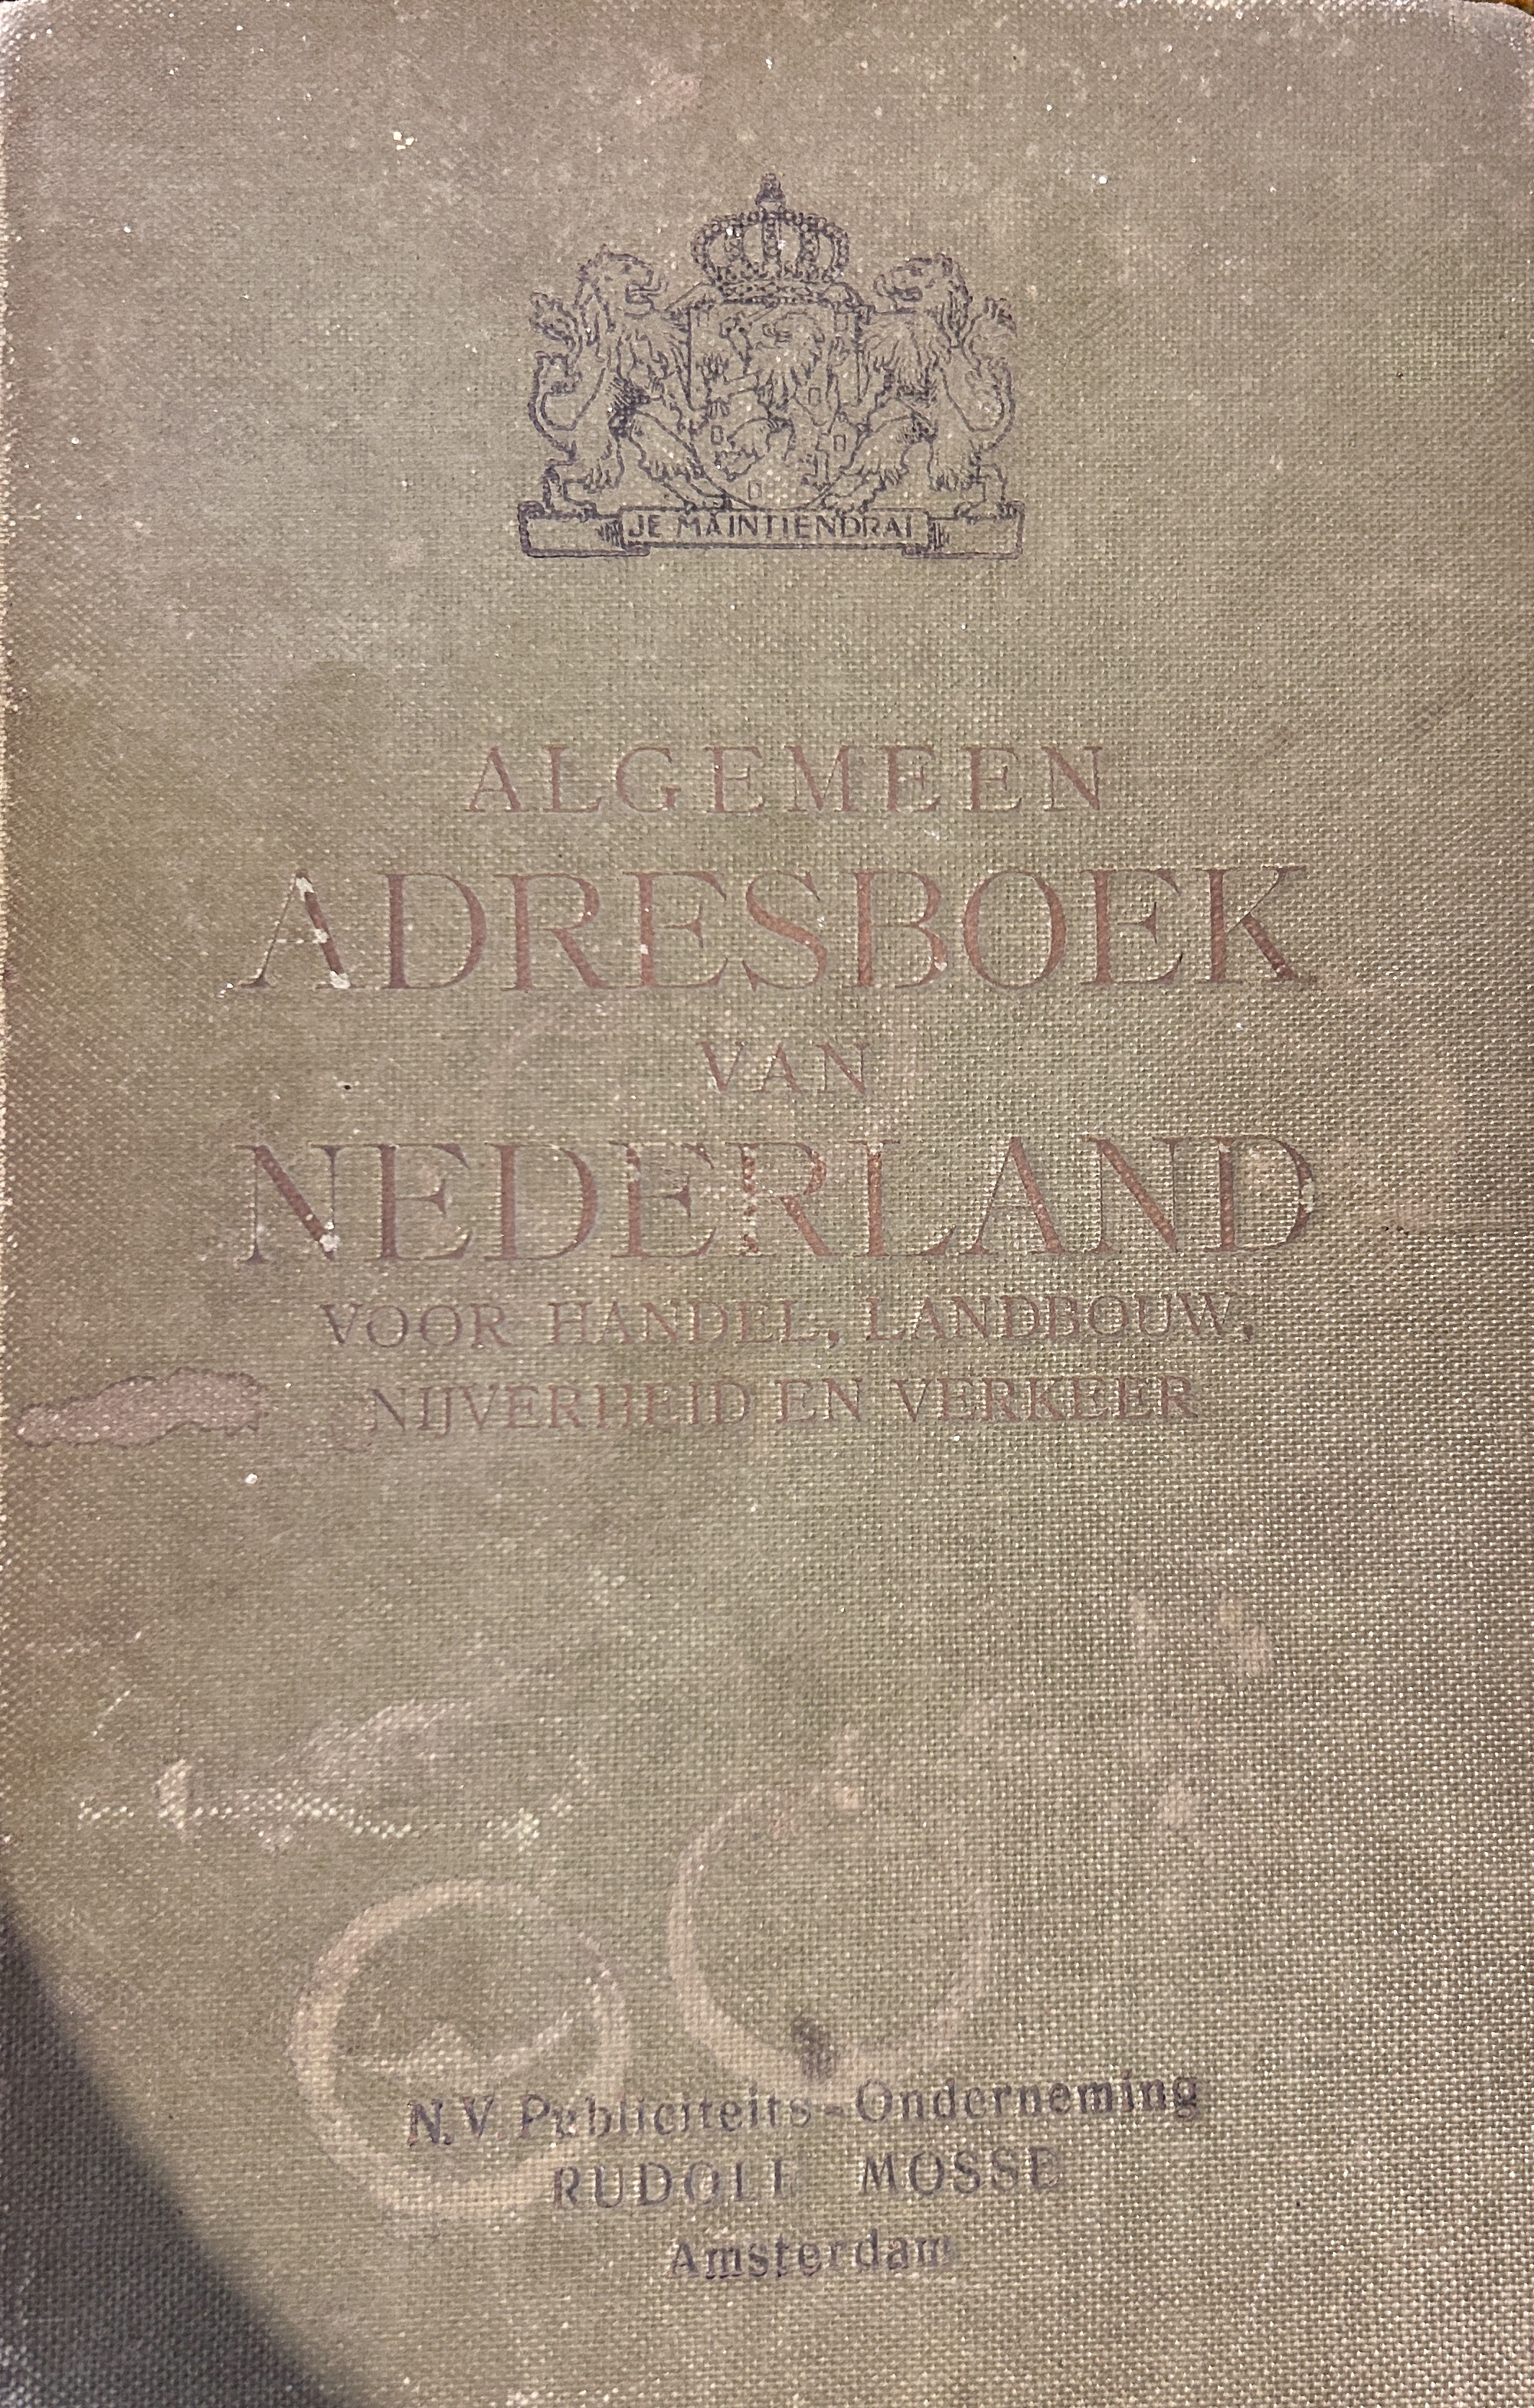 JE MAINTIENDRAI
ALGEMEEN
ADRESBOEK
VAN
NEDERLAND
VOOR HANDEL, LANDBOUW,
NIJVERHEID EN VERKEER
N.V. Publiciteits-Onderneming
RUDOLF MOSSE
Amsterdam